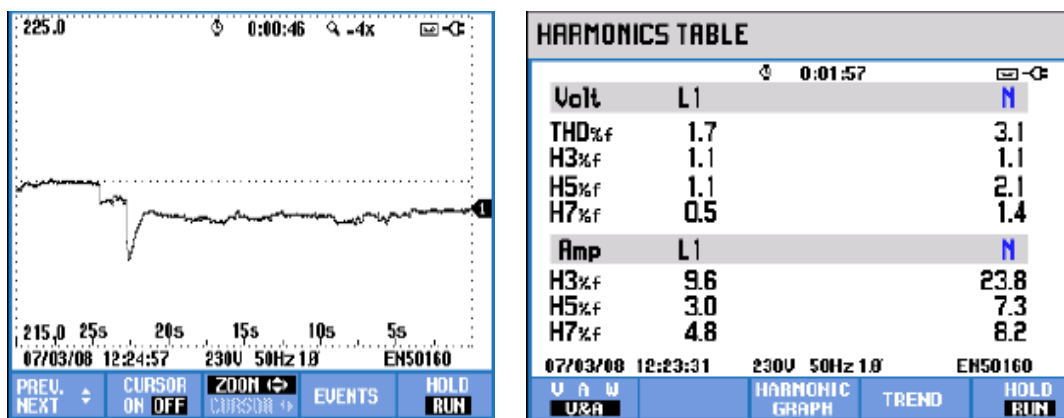 225.0 0:00:46 -4x
1
215.0 25s 20s 15s 10s 5s
07/03/08 12:24:57 230V 50Hz 1Ø EN50160
PREV. NEXT CURSOR ON OFF ZOOM CURSOR EVENTS HOLD RUN
HARMONICS TABLE
0:01:57
Volt L1 N
THD%f 1.7 3.1
H3%f 1.1 1.1
H5%f 1.1 2.1
H7%f 0.5 1.4
Amp L1 N
H3%f 9.6 23.8
H5%f 3.0 7.3
H7%f 4.8 8.2
07/03/08 12:23:31 230V 50Hz 1Ø EN50160
V A W U&A HARMONIC GRAPH TREND HOLD RUN